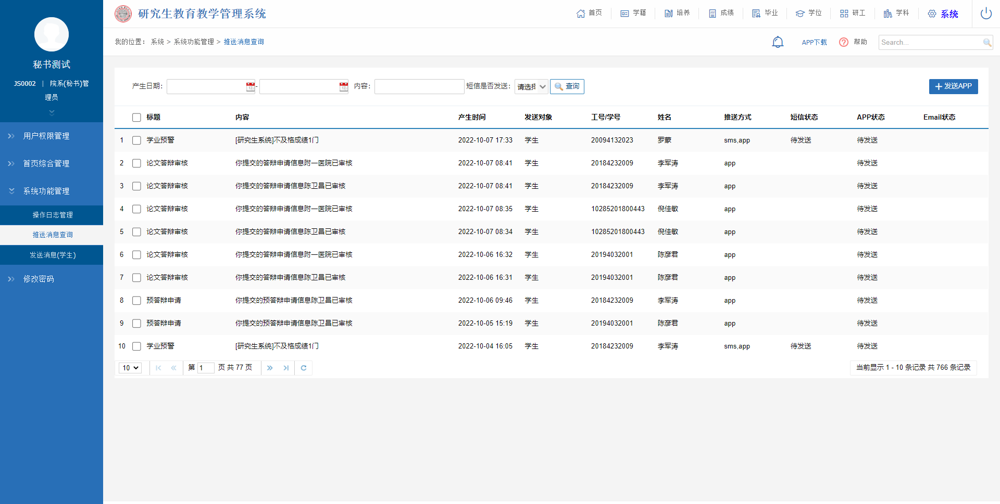 研究生教育教学管理系统
首页 学籍 培养 成绩 毕业 学位 研工 学科 系统
秘书测试
JS0002 | 院系(秘书)管
理员
我的位置： 系统 > 系统功能管理 > 推送消息查询
APP下载 帮助 Search...
用户权限管理
首页综合管理
系统功能管理
操作日志管理
推送消息查询
发送消息(学生)
修改密码
产生日期： - 内容： 短信是否发送： 请选择 查询 发送APP
标题 内容 产生时间 发送对象 工号/学号 姓名 推送方式 短信状态 APP状态 Email状态
1 学业预警 [研究生系统]不及格成绩1门 2022-10-07 17:33 学生 20094132023 罗蒙 sms,app 待发送 待发送
2 论文答辩审核 你提交的答辩申请信息附一医院已审核 2022-10-07 08:41 学生 20184232009 李军涛 app 待发送
3 论文答辩审核 你提交的答辩申请信息陈卫昌已审核 2022-10-07 08:41 学生 20184232009 李军涛 app 待发送
4 论文答辩审核 你提交的答辩申请信息附一医院已审核 2022-10-07 08:35 学生 10285201800443 倪佳敏 app 待发送
5 论文答辩审核 你提交的答辩申请信息陈卫昌已审核 2022-10-07 08:34 学生 10285201800443 倪佳敏 app 待发送
6 论文答辩审核 你提交的答辩申请信息附一医院已审核 2022-10-06 16:32 学生 20194032001 陈彦君 app 待发送
7 论文答辩审核 你提交的答辩申请信息陈卫昌已审核 2022-10-06 16:31 学生 20194032001 陈彦君 app 待发送
8 预答辩申请 你提交的预答辩申请信息陈卫昌已审核 2022-10-06 09:46 学生 20184232009 李军涛 app 待发送
9 预答辩申请 你提交的预答辩申请信息陈卫昌已审核 2022-10-05 15:19 学生 20194032001 陈彦君 app 待发送
10 学业预警 [研究生系统]不及格成绩1门 2022-10-04 16:05 学生 20184232009 李军涛 sms,app 待发送 待发送
10 第 1 页 共 77 页 当前显示 1 - 10 条记录 共 766 条记录